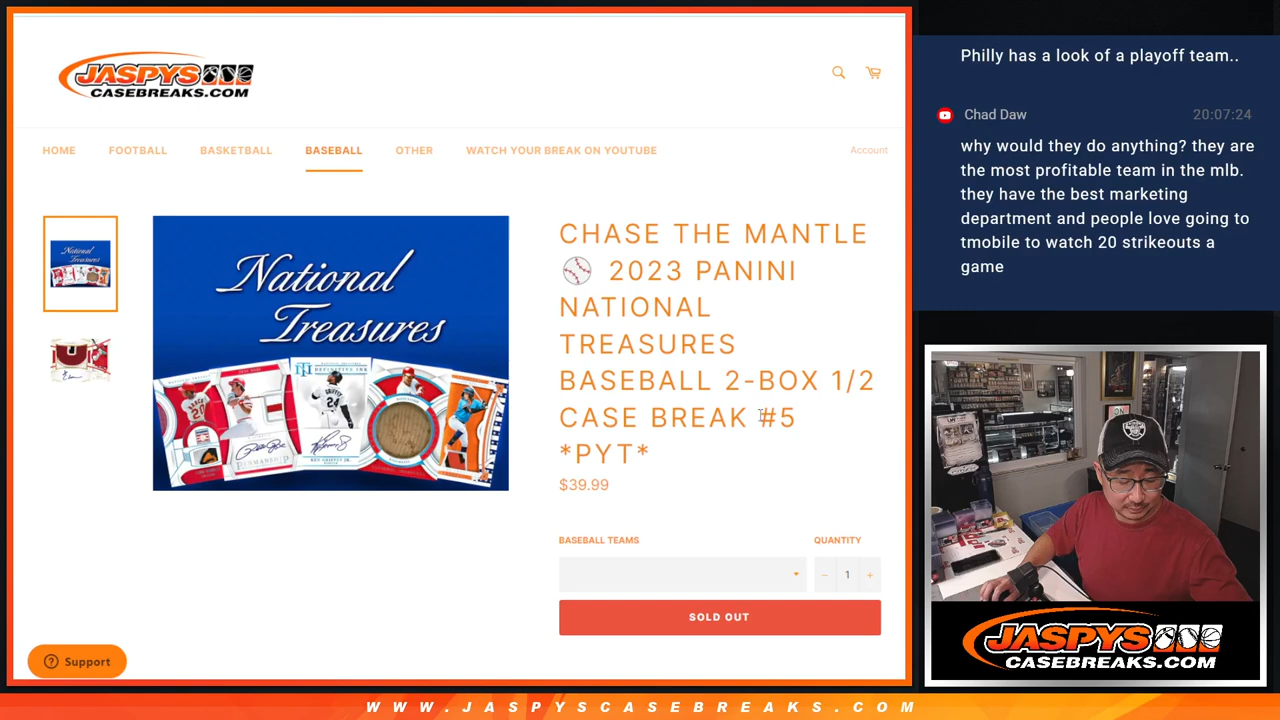 JASPYS
CASEBREAKS.COM
HOME FOOTBALL BASKETBALL BASEBALL OTHER WATCH YOUR BREAK ON YOUTUBE Account
National
Treasures
CHASE THE MANTLE
⚾ 2023 PANINI
NATIONAL
TREASURES
BASEBALL 2-BOX 1/2
CASE BREAK #5
*PYT*
$39.99
BASEBALL TEAMS QUANTITY
− 1 +
SOLD OUT
Support
Philly has a look of a playoff team..
Chad Daw 20:07:24
why would they do anything? they are
the most profitable team in the mlb.
they have the best marketing
department and people love going to
tmobile to watch 20 strikeouts a
game
JASPYS
CASEBREAKS.COM
WWW.JASPYSCASEBREAKS.COM